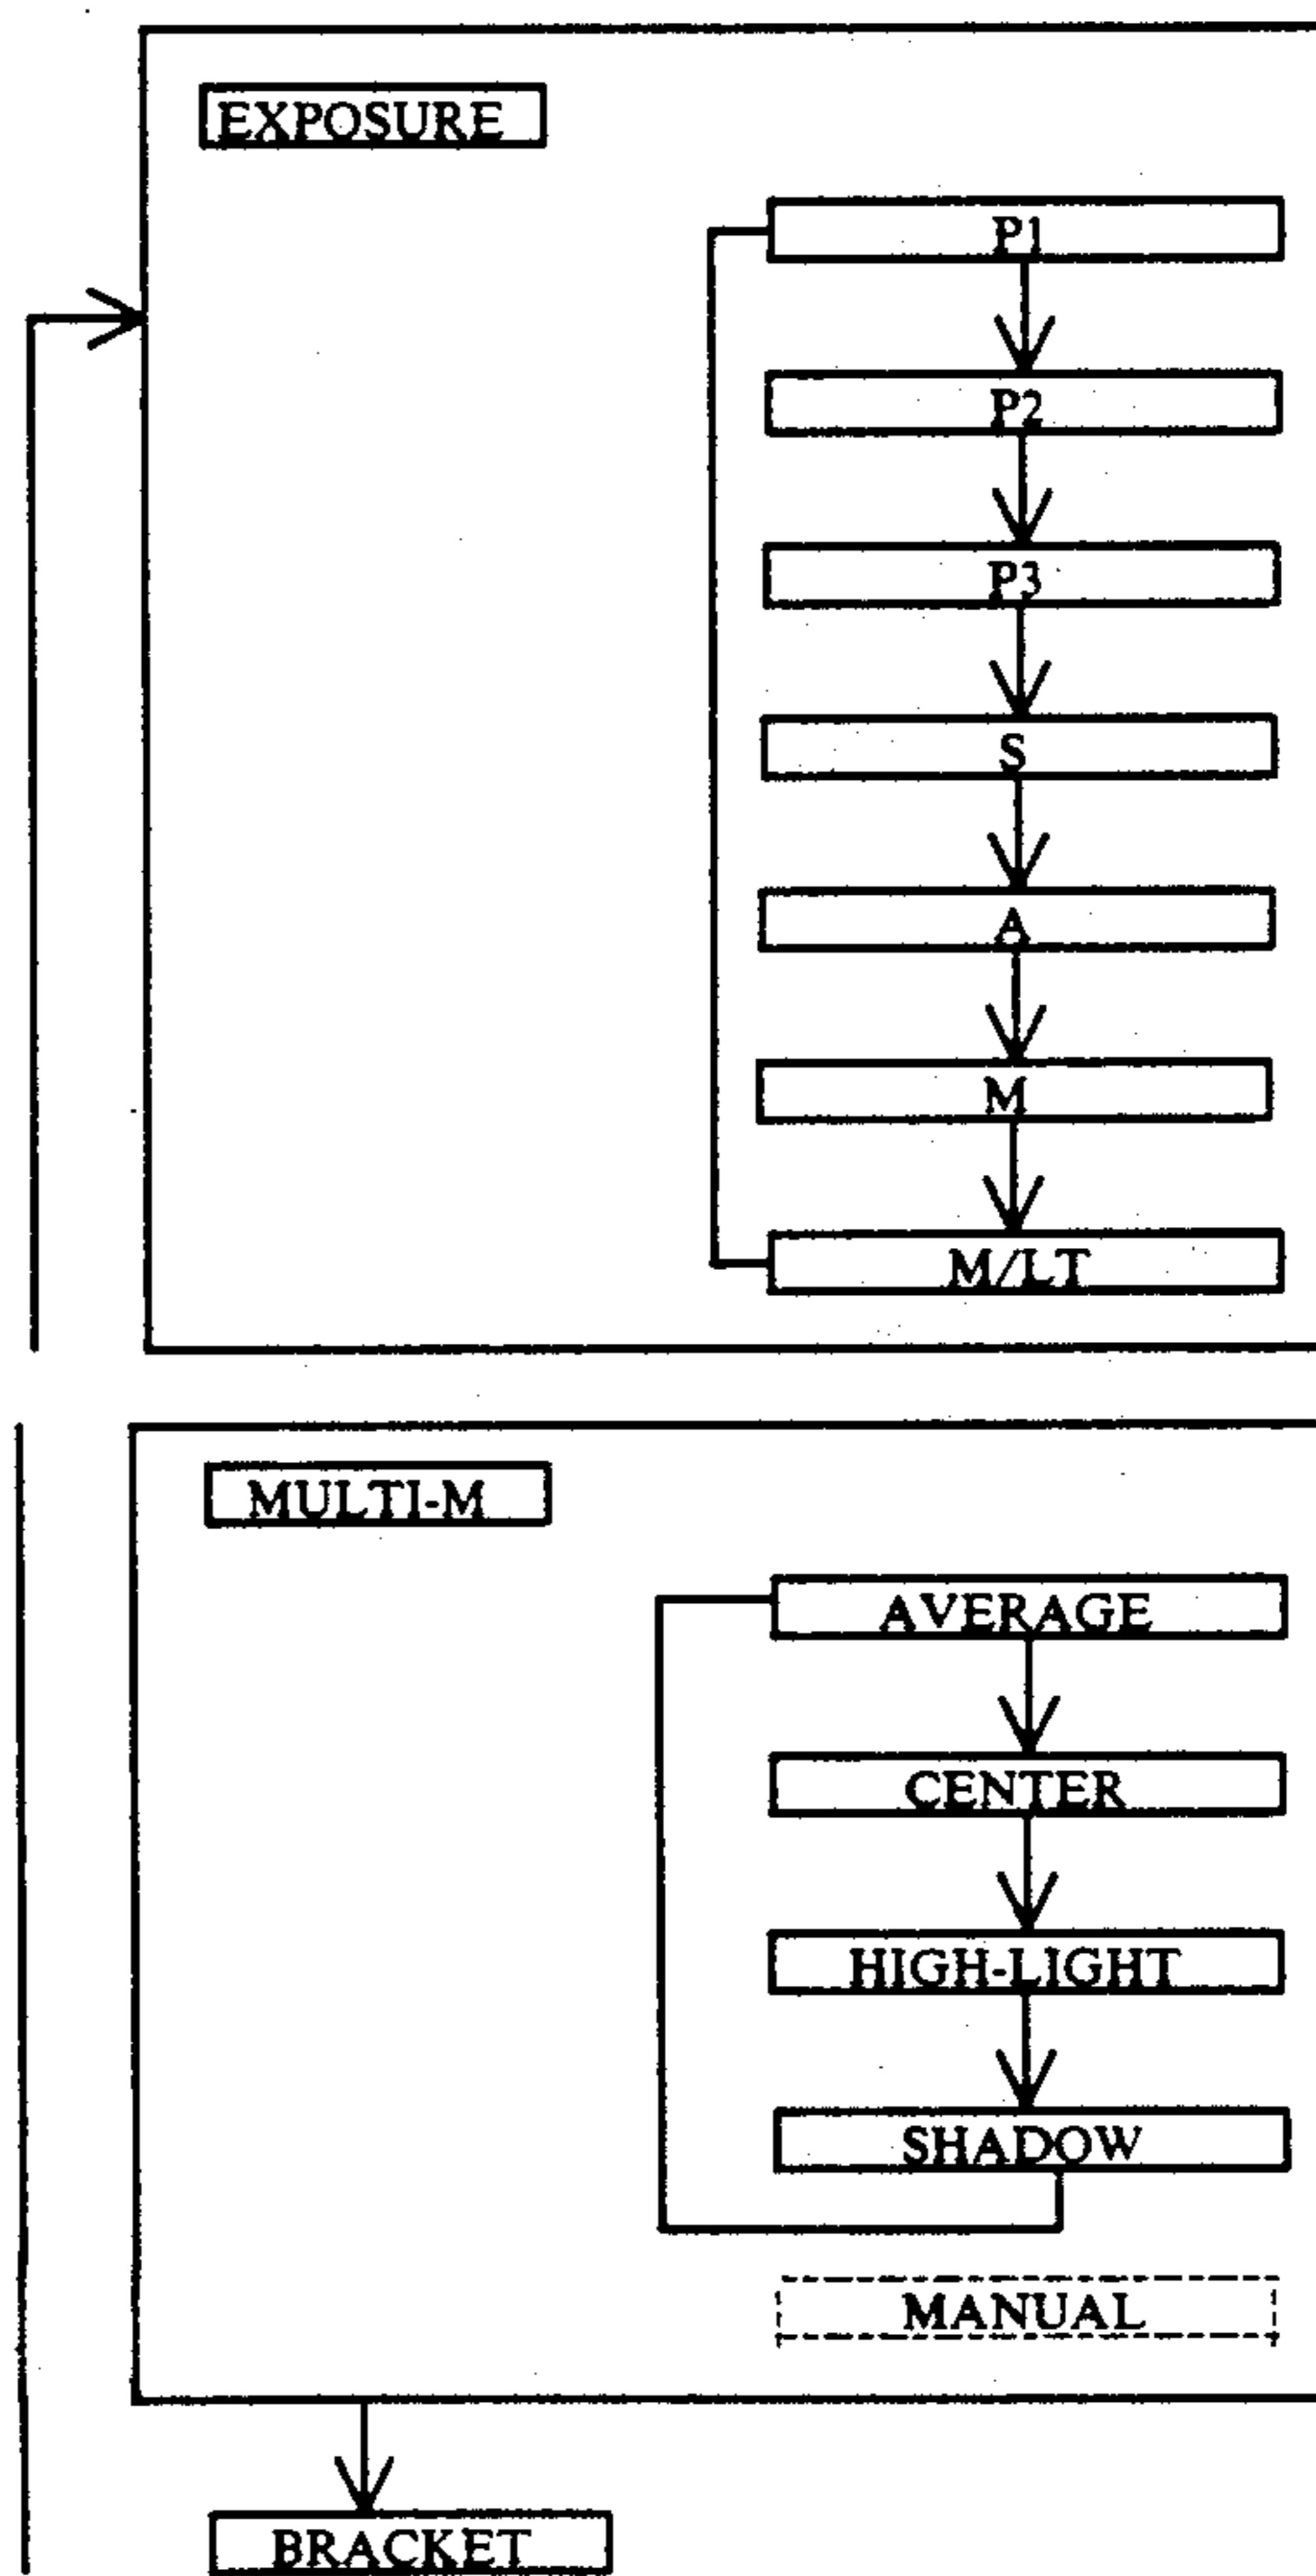 EXPOSURE
P1
P2
P3
S
A
M
M/LT
MULTI-M
AVERAGE
CENTER
HIGH-LIGHT
SHADOW
MANUAL
BRACKET